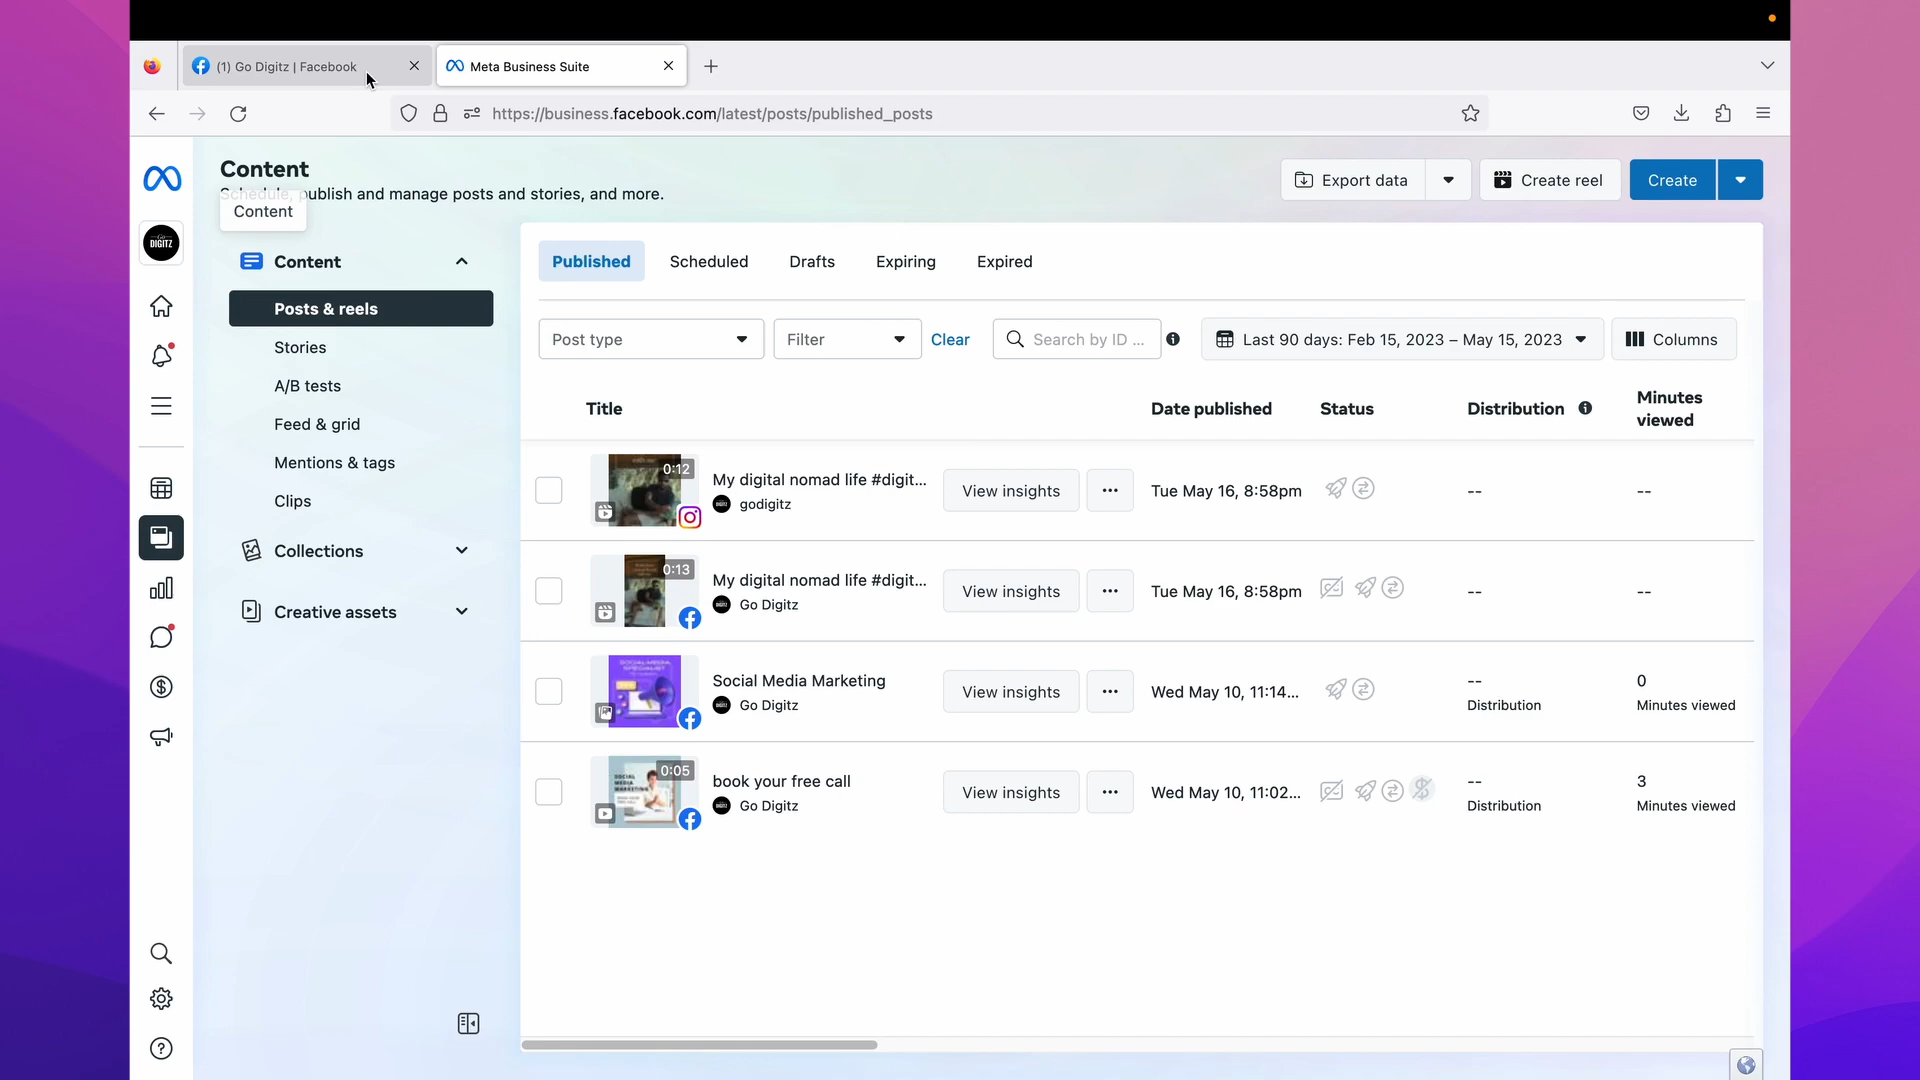 (1) Go Digitz | Facebook
Meta Business Suite
https://business.facebook.com/latest/posts/published_posts
Content
Schedule, publish and manage posts and stories, and more.
Content
Export data
Create reel
Create
DIGITZ
Content
Posts & reels
Stories
A/B tests
Feed & grid
Mentions & tags
Clips
Collections
Creative assets
Published
Scheduled
Drafts
Expiring
Expired
Post type
Filter
Clear
Search by ID ...
Last 90 days: Feb 15, 2023 – May 15, 2023
Columns
Title
Date published
Status
Distribution
Minutes
viewed
0:12
My digital nomad life #digit...
godigitz
View insights
Tue May 16, 8:58pm
--
--
0:13
My digital nomad life #digit...
Go Digitz
View insights
Tue May 16, 8:58pm
--
--
Social Media Marketing
Go Digitz
View insights
Wed May 10, 11:14...
--
Distribution
0
Minutes viewed
0:05
SOCIAL
MEDIA
MARKETING
book your free call
Go Digitz
View insights
Wed May 10, 11:02...
--
Distribution
3
Minutes viewed